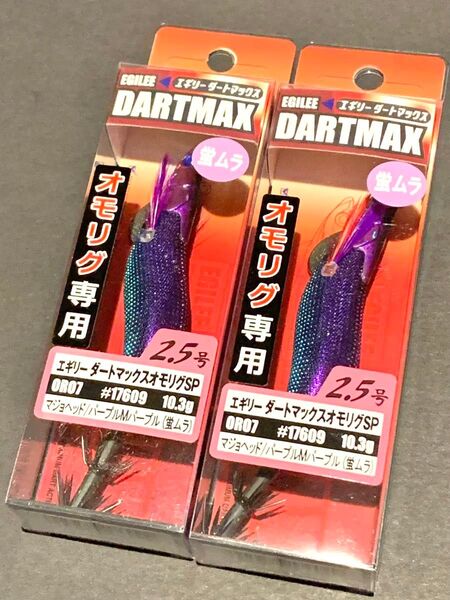 EGILEE エギリー ダートマックス
DARTMAX
蛍ムラ
オモリグ専用
2.5号
エギリー ダートマックスオモリグSP
OR07 #17609 10.3g
マジョヘッド/パープルMパープル(蛍ムラ)
EGILEE エギリー ダートマックス
DARTMAX
蛍ムラ
オモリグ専用
2.5号
エギリー ダートマックスオモリグSP
OR07 #17609 10.3g
マジョヘッド/パープルMパープル(蛍ムラ)